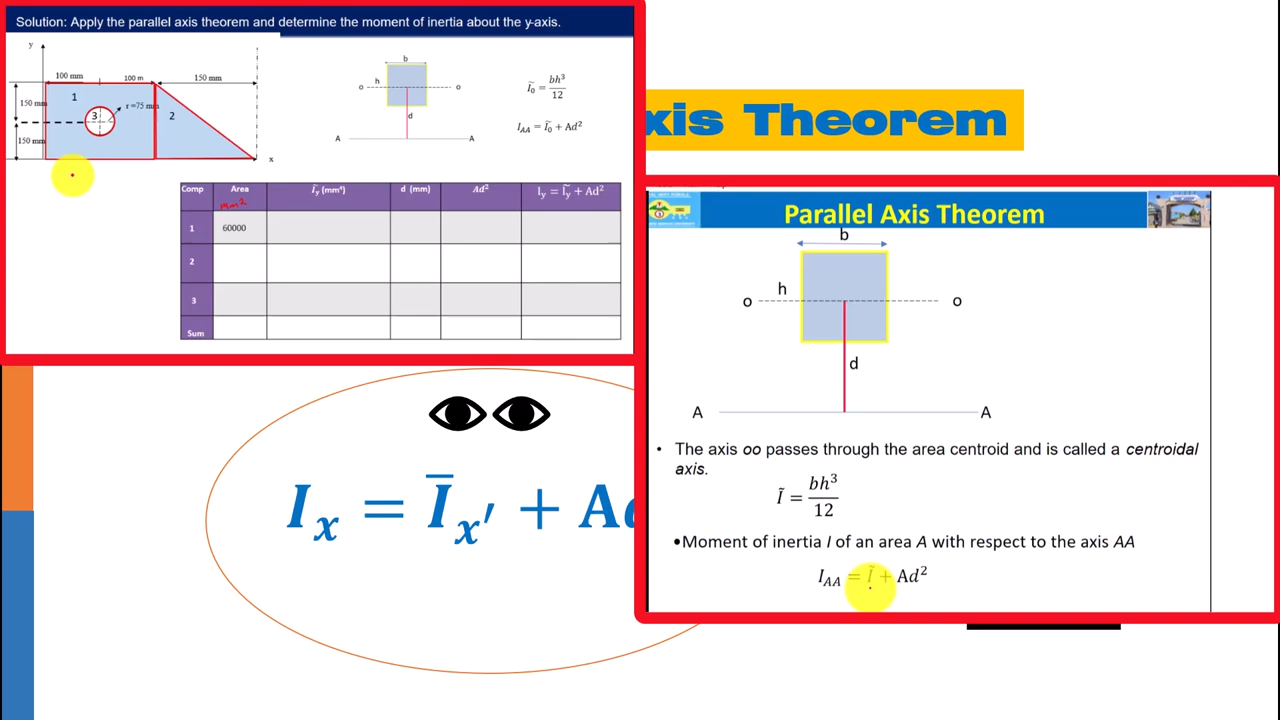 Solution: Apply the parallel axis theorem and determine the moment of inertia about the y-axis.
y
100 mm
100 m
150 mm
150 mm
150 mm
1
2
3
r =75 mm
x
b
h
o
o
d
A
A
Ĩ₀ = bh³/12
I_AA = Ĩ₀ + Ad²
Comp Area Ĩ_y (mm⁴) d (mm) Ad² I_y = Ĩ_y + Ad²
mm²
1 60000
2
3
Sum
xis Theorem
Parallel Axis Theorem
b
h
o
o
d
A
A
• The axis oo passes through the area centroid and is called a centroidal
axis.
Ĩ = bh³/12
•Moment of inertia I of an area A with respect to the axis AA
I_AA = Ĩ + Ad²
I_x = Ī_x′ + A